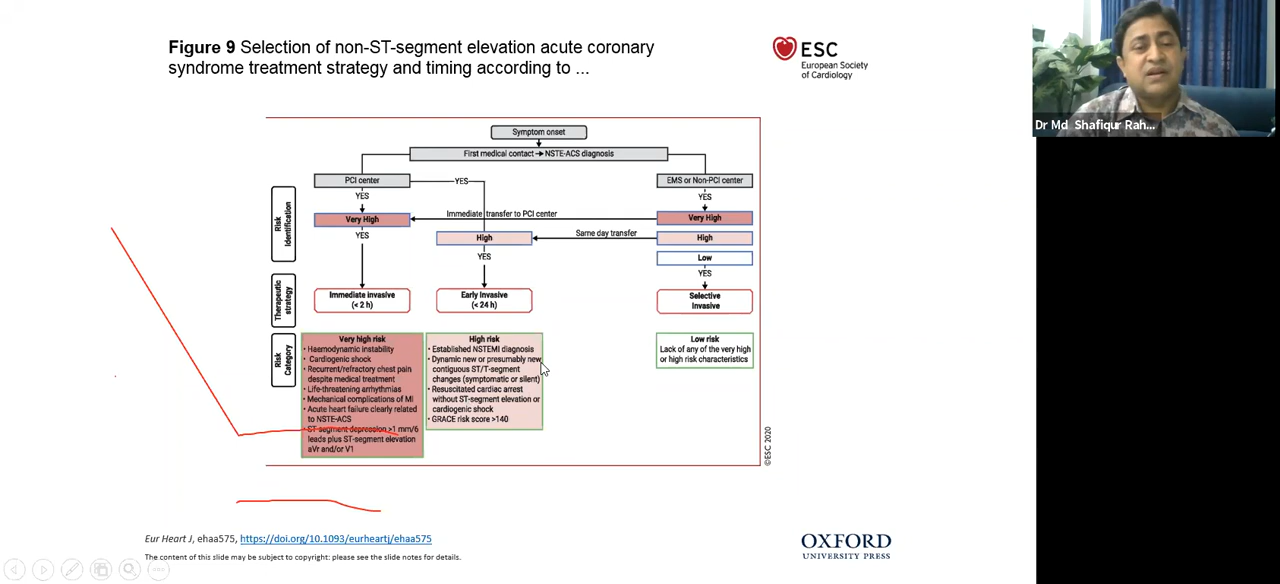 Figure 9 Selection of non-ST-segment elevation acute coronary
syndrome treatment strategy and timing according to ...
ESC
European Society
of Cardiology
Dr Md Shafiqur Rah...
Symptom onset
First medical contact → NSTE-ACS diagnosis
PCI center
YES
EMS or Non-PCI center
YES
YES
Risk
Identification
Very High
Immediate transfer to PCI center
Very High
YES
High
Same day transfer
High
YES
Low
YES
Therapeutic
strategy
Immediate invasive
(< 2 h)
Early Invasive
(< 24 h)
Selective
Invasive
Risk
Category
Very high risk
• Haemodynamic instability
• Cardiogenic shock
• Recurrent/refractory chest pain
despite medical treatment
• Life-threatening arrhythmias
• Mechanical complications of MI
• Acute heart failure clearly related
to NSTE-ACS
• ST-segment depression >1 mm/6
leads plus ST-segment elevation
aVr and/or V1
High risk
• Established NSTEMI diagnosis
• Dynamic new or presumably new
contiguous ST/T-segment
changes (symptomatic or silent)
• Resuscitated cardiac arrest
without ST-segment elevation or
cardiogenic shock
• GRACE risk score >140
Low risk
Lack of any of the very high
or high risk characteristics
©ESC 2020
Eur Heart J, ehaa575, https://doi.org/10.1093/eurheartj/ehaa575
The content of this slide may be subject to copyright: please see the slide notes for details.
OXFORD
UNIVERSITY PRESS